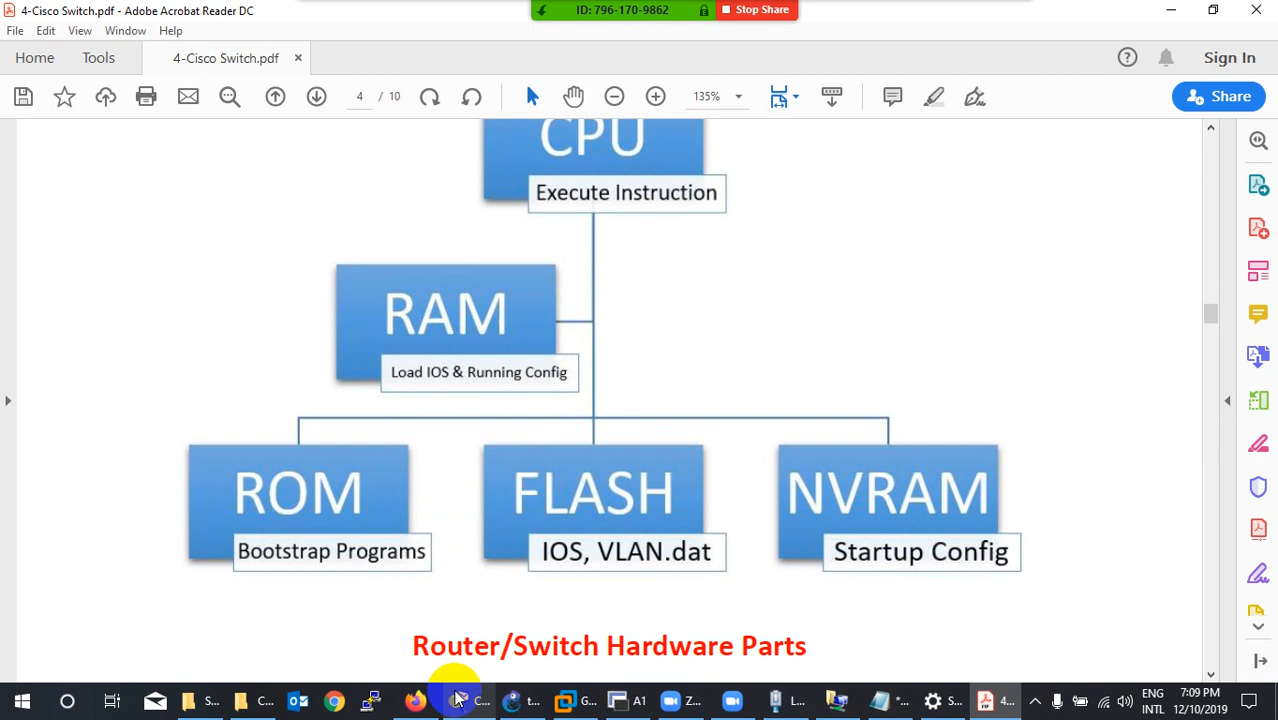 4-Cisco Switch.pdf - Adobe Acrobat Reader DC
ID: 796-170-9862
Stop Share
File Edit View Window Help
Home Tools 4-Cisco Switch.pdf × Sign In
4 / 10 135% Share
CPU
Execute Instruction
RAM
Load IOS & Running Config
ROM FLASH NVRAM
Bootstrap Programs IOS, VLAN.dat Startup Config
Router/Switch Hardware Parts
S... C... C... t... G... A1 Z... L... *... S... 4... ENG 7:09 PM
INTL 12/10/2019